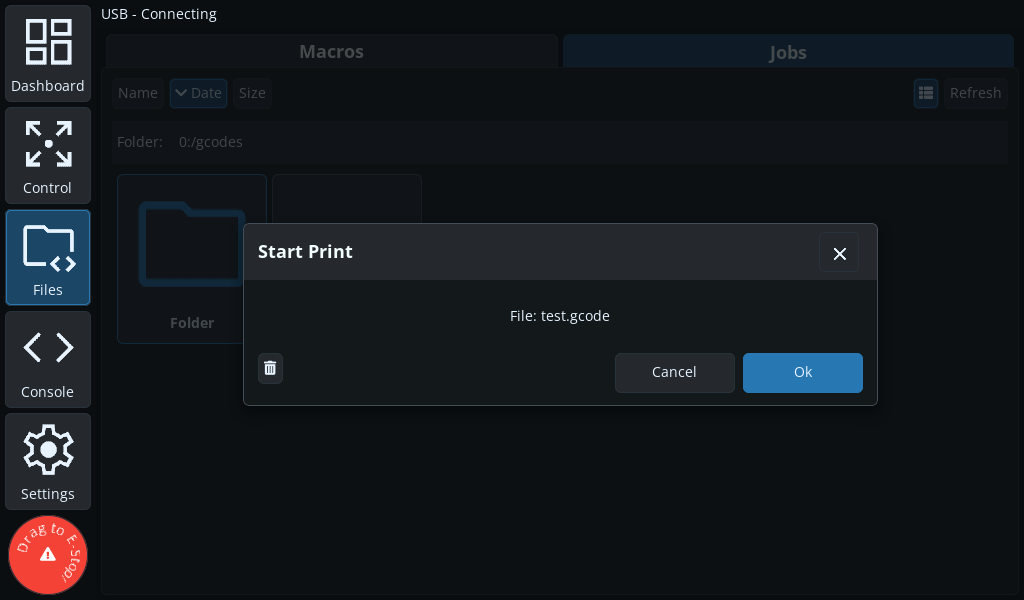 USB - Connecting
Dashboard
Control
Files
Console
Settings
Drag to E-Stop!
Macros
Jobs
Name
Date
Size
Refresh
Folder: 0:/gcodes
Folder
Start Print
File: test.gcode
Cancel
Ok